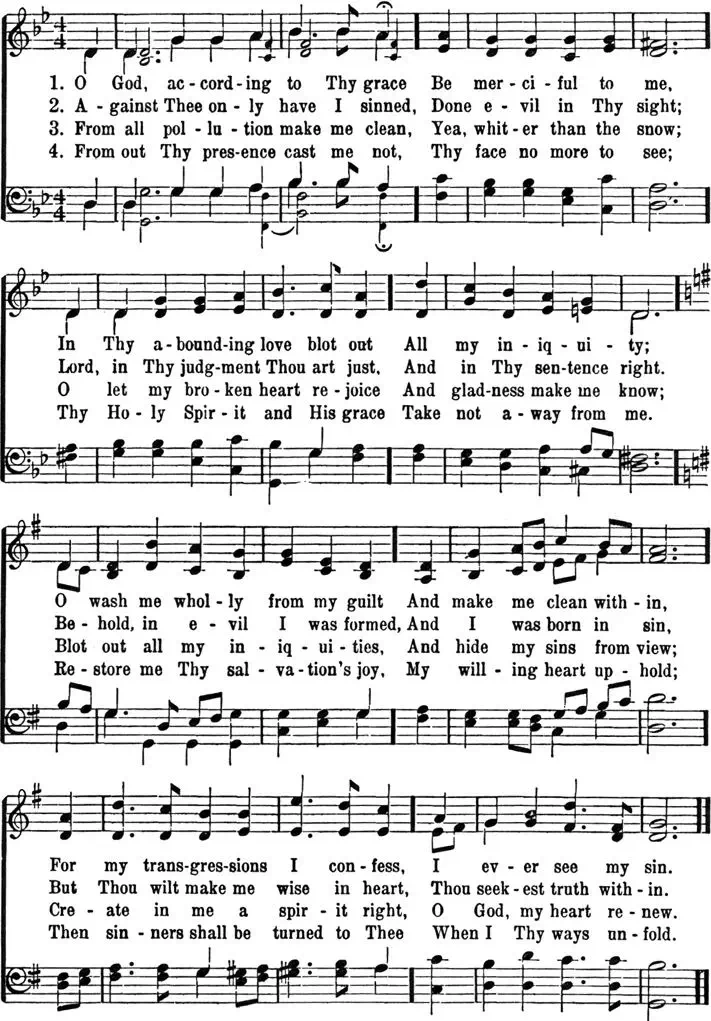 1. O God, ac - cord - ing to Thy grace Be mer - ci - ful to me,
2. A - gainst Thee on - ly have I sinned, Done e - vil in Thy sight;
3. From all pol - lu - tion make me clean, Yea, whit - er than the snow;
4. From out Thy pres - ence cast me not, Thy face no more to see;
In Thy a - bound - ing love blot out All my in - iq - ui - ty;
Lord, in Thy judg - ment Thou art just, And in Thy sen - tence right.
O let my bro - ken heart re - joice And glad - ness make me know;
Thy Ho - ly Spir - it and His grace Take not a - way from me.
O wash me whol - ly from my guilt And make me clean with - in,
Be - hold, in e - vil I was formed, And I was born in sin,
Blot out all my in - iq - ui - ties, And hide my sins from view;
Re - store me Thy sal - va - tion's joy, My will - ing heart up - hold;
For my trans - gres - sions I con - fess, I ev - er see my sin.
But Thou wilt make me wise in heart, Thou seek - est truth with - in.
Cre - ate in me a spir - it right, O God, my heart re - new.
Then sin - ners shall be turned to Thee When I Thy ways un - fold.